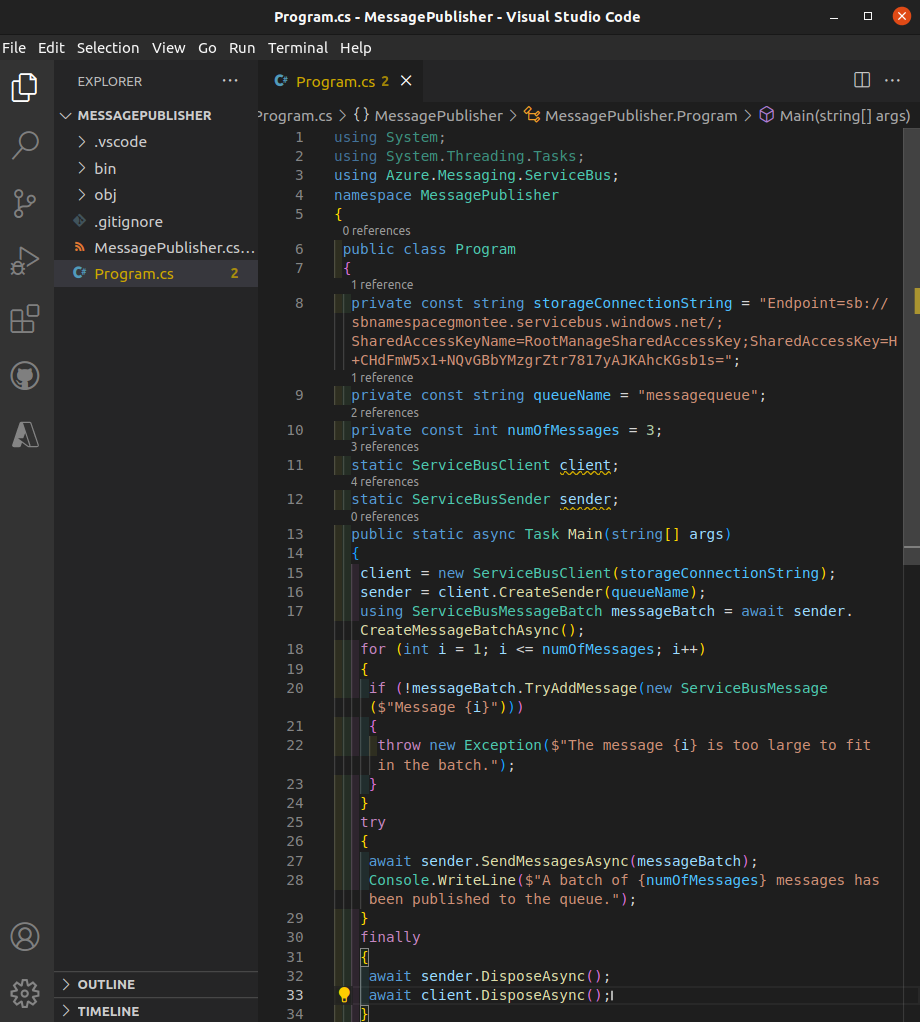 Program.cs - MessagePublisher - Visual Studio Code
File Edit Selection View Go Run Terminal Help
EXPLORER ...
MESSAGEPUBLISHER
.vscode
bin
obj
.gitignore
MessagePublisher.cs...
Program.cs 2
OUTLINE
TIMELINE
C# Program.cs 2
Program.cs > {} MessagePublisher > MessagePublisher.Program > Main(string[] args)
1 using System;
2 using System.Threading.Tasks;
3 using Azure.Messaging.ServiceBus;
4 namespace MessagePublisher
5 {
0 references
6 public class Program
7 {
1 reference
8 private const string storageConnectionString = "Endpoint=sb://
sbnamespacegmontee.servicebus.windows.net/;
SharedAccessKeyName=RootManageSharedAccessKey;SharedAccessKey=H
+CHdFmW5x1+NQvGBbYMzgrZtr7817yAJKAhcKGsb1s=";
1 reference
9 private const string queueName = "messagequeue";
2 references
10 private const int numOfMessages = 3;
3 references
11 static ServiceBusClient client;
4 references
12 static ServiceBusSender sender;
0 references
13 public static async Task Main(string[] args)
14 {
15 client = new ServiceBusClient(storageConnectionString);
16 sender = client.CreateSender(queueName);
17 using ServiceBusMessageBatch messageBatch = await sender.
CreateMessageBatchAsync();
18 for (int i = 1; i <= numOfMessages; i++)
19 {
20 if (!messageBatch.TryAddMessage(new ServiceBusMessage
($"Message {i}")))
21 {
22 throw new Exception($"The message {i} is too large to fit
in the batch.");
23 }
24 }
25 try
26 {
27 await sender.SendMessagesAsync(messageBatch);
28 Console.WriteLine($"A batch of {numOfMessages} messages has
been published to the queue.");
29 }
30 finally
31 {
32 await sender.DisposeAsync();
33 await client.DisposeAsync();
34 }